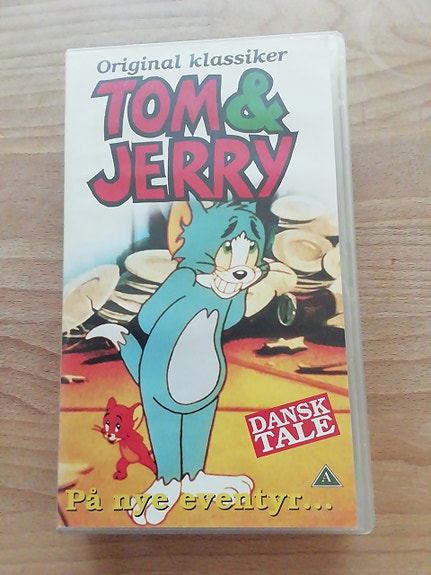 Original klassiker
TOM &
JERRY
DANSK
TALE
A
På nye eventyr...